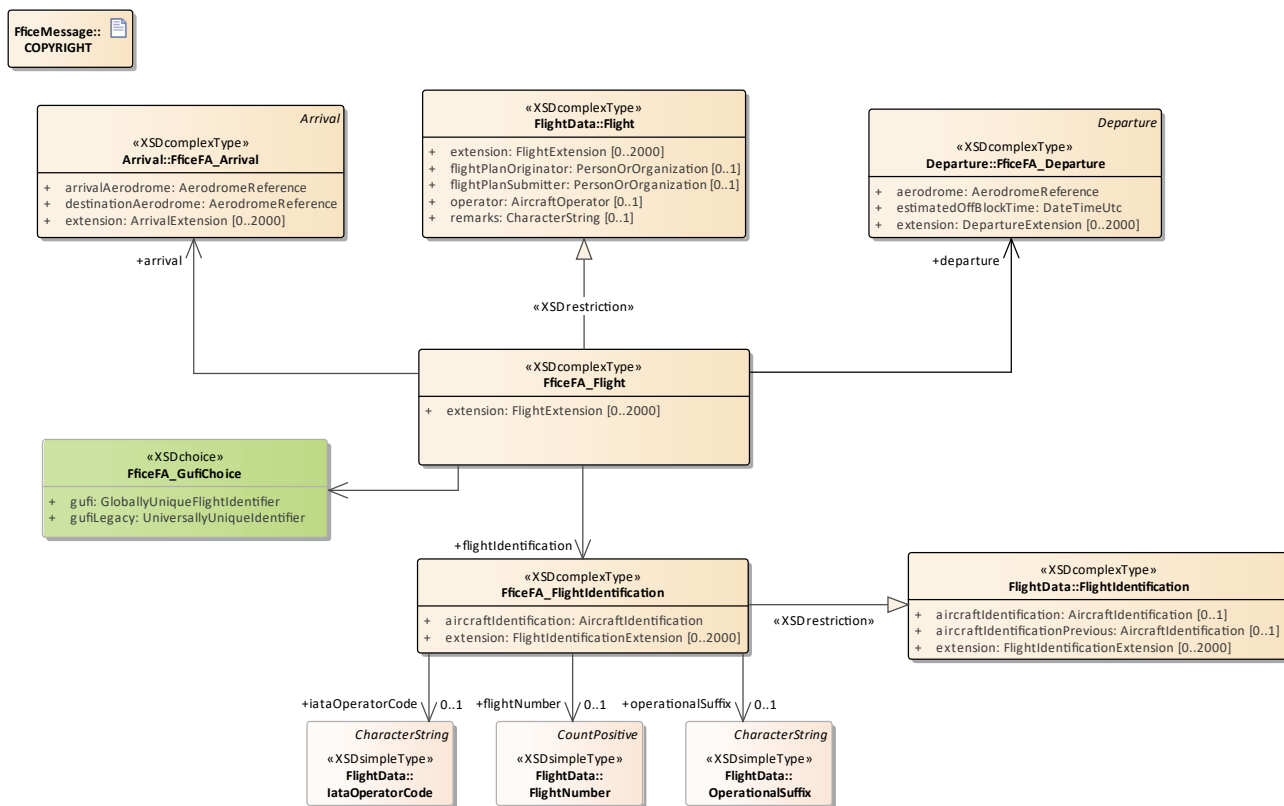 FficeMessage::
COPYRIGHT
Arrival
«XSDcomplexType»
Arrival::FficeFA_Arrival
+ arrivalAerodrome: AerodromeReference
+ destinationAerodrome: AerodromeReference
+ extension: ArrivalExtension [0..2000]
«XSDcomplexType»
FlightData::Flight
+ extension: FlightExtension [0..2000]
+ flightPlanOriginator: PersonOrOrganization [0..1]
+ flightPlanSubmitter: PersonOrOrganization [0..1]
+ operator: AircraftOperator [0..1]
+ remarks: CharacterString [0..1]
Departure
«XSDcomplexType»
Departure::FficeFA_Departure
+ aerodrome: AerodromeReference
+ estimatedOffBlockTime: DateTimeUtc
+ extension: DepartureExtension [0..2000]
+arrival
+departure
«XSDrestriction»
«XSDcomplexType»
FficeFA_Flight
+ extension: FlightExtension [0..2000]
«XSDchoice»
FficeFA_GufiChoice
+ gufi: GloballyUniqueFlightIdentifier
+ gufiLegacy: UniversallyUniqueIdentifier
+flightIdentification
«XSDcomplexType»
FficeFA_FlightIdentification
+ aircraftIdentification: AircraftIdentification
+ extension: FlightIdentificationExtension [0..2000]
«XSDrestriction»
«XSDcomplexType»
FlightData::FlightIdentification
+ aircraftIdentification: AircraftIdentification [0..1]
+ aircraftIdentificationPrevious: AircraftIdentification [0..1]
+ extension: FlightIdentificationExtension [0..2000]
+iataOperatorCode 0..1
+flightNumber 0..1
+operationalSuffix 0..1
CharacterString
«XSDsimpleType»
FlightData::
IataOperatorCode
CountPositive
«XSDsimpleType»
FlightData::
FlightNumber
CharacterString
«XSDsimpleType»
FlightData::
OperationalSuffix